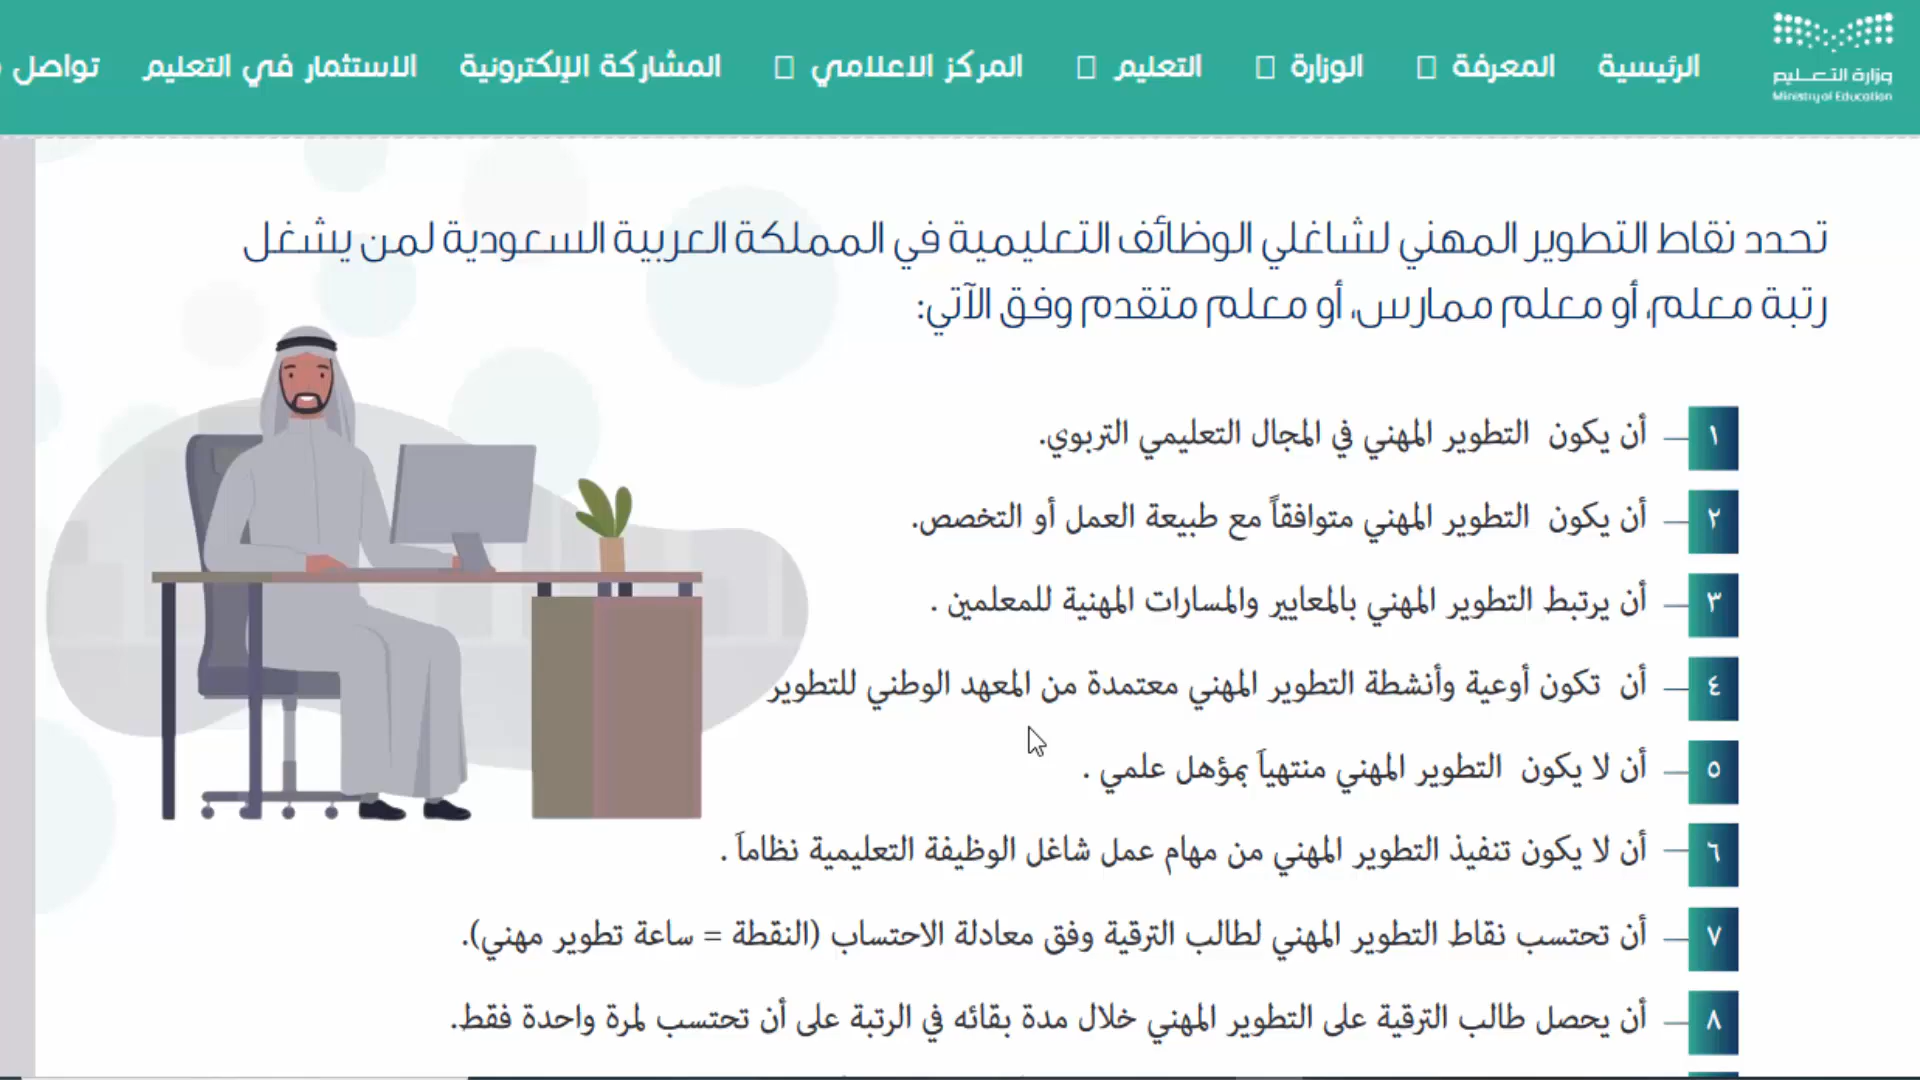 وزارة التعليم
Ministry of Education
الرئيسية المعرفة الوزارة التعليم المركز الاعلامي المشاركة الإلكترونية الاستثمار في التعليم تواصل
تحدد نقاط التطوير المهني لشاغلي الوظائف التعليمية في المملكة العربية السعودية لمن يشغل
رتبة معلم، أو معلم ممارس، أو معلم متقدم وفق الآتي:
١ أن يكون التطوير المهني في المجال التعليمي التربوي.
٢ أن يكون التطوير المهني متوافقاً مع طبيعة العمل أو التخصص.
٣ أن يرتبط التطوير المهني بالمعايير والمسارات المهنية للمعلمين .
٤ أن تكون أوعية وأنشطة التطوير المهني معتمدة من المعهد الوطني للتطوير
٥ أن لا يكون التطوير المهني منتهياَ بمؤهل علمي .
٦ أن لا يكون تنفيذ التطوير المهني من مهام عمل شاغل الوظيفة التعليمية نظاماَ .
٧ أن تحتسب نقاط التطوير المهني لطالب الترقية وفق معادلة الاحتساب (النقطة = ساعة تطوير مهني).
٨ أن يحصل طالب الترقية على التطوير المهني خلال مدة بقائه في الرتبة على أن تحتسب لمرة واحدة فقط.